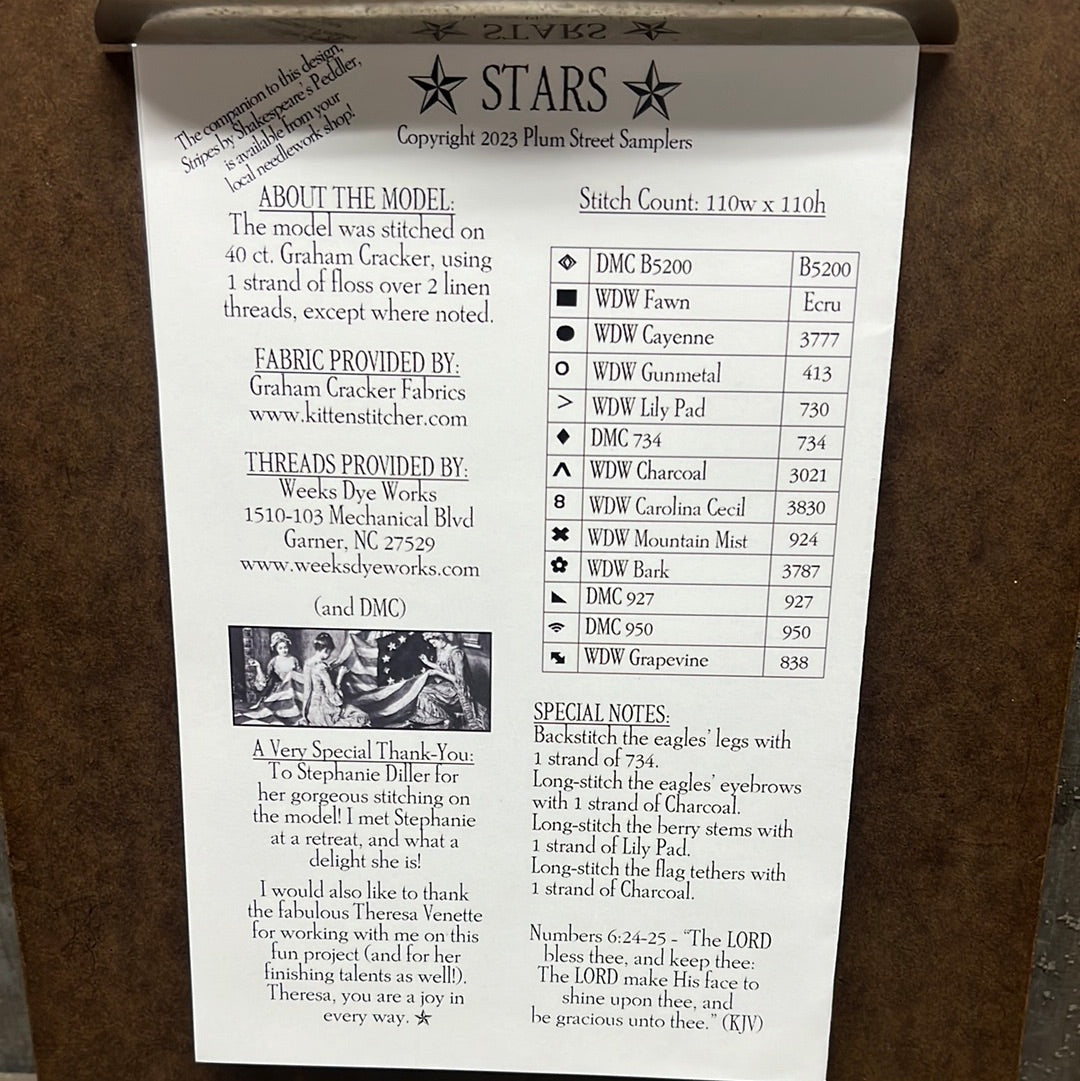 STARS
The companion to this design,
Stripes by Shakespeare's Peddler,
is available from your
local needlework shop!
STARS
Copyright 2023 Plum Street Samplers
ABOUT THE MODEL:
The model was stitched on
40 ct. Graham Cracker, using
1 strand of floss over 2 linen
threads, except where noted.
FABRIC PROVIDED BY:
Graham Cracker Fabrics
www.kittenstitcher.com
THREADS PROVIDED BY:
Weeks Dye Works
1510-103 Mechanical Blvd
Garner, NC 27529
www.weeksdyeworks.com
(and DMC)
A Very Special Thank-You:
To Stephanie Diller for
her gorgeous stitching on
the model! I met Stephanie
at a retreat, and what a
delight she is!
I would also like to thank
the fabulous Theresa Venette
for working with me on this
fun project (and for her
finishing talents as well!).
Theresa, you are a joy in
every way.
Stitch Count: 110w x 110h
DMC B5200 B5200
WDW Fawn Ecru
WDW Cayenne 3777
WDW Gunmetal 413
> WDW Lily Pad 730
DMC 734 734
WDW Charcoal 3021
8 WDW Carolina Cecil 3830
WDW Mountain Mist 924
WDW Bark 3787
DMC 927 927
DMC 950 950
WDW Grapevine 838
SPECIAL NOTES:
Backstitch the eagles' legs with
1 strand of 734.
Long-stitch the eagles' eyebrows
with 1 strand of Charcoal.
Long-stitch the berry stems with
1 strand of Lily Pad.
Long-stitch the flag tethers with
1 strand of Charcoal.
Numbers 6:24-25 - "The LORD
bless thee, and keep thee:
The LORD make His face to
shine upon thee, and
be gracious unto thee." (KJV)